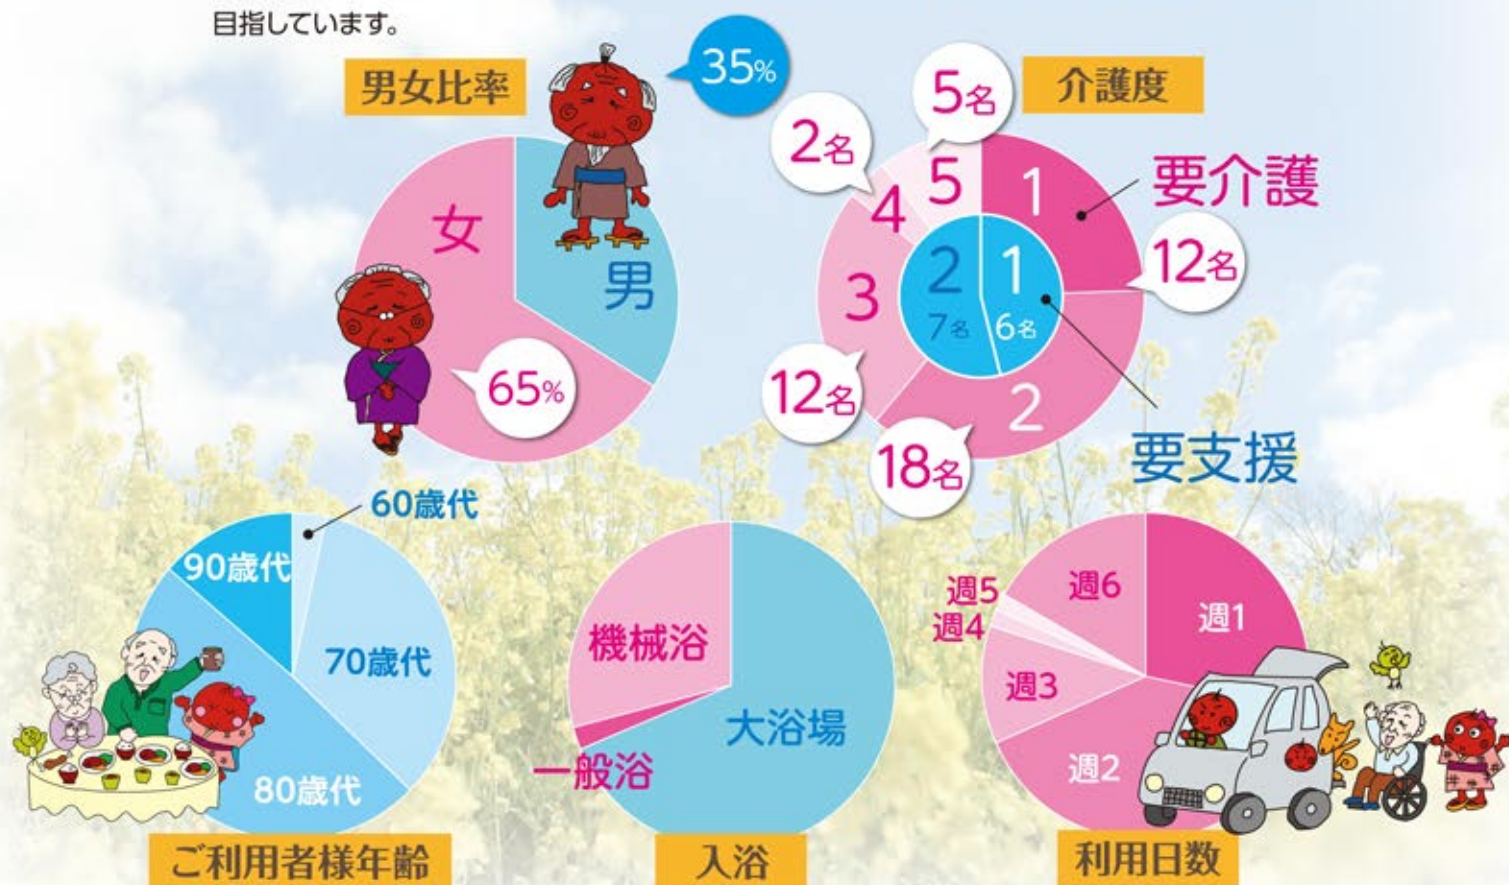 目指しています。
男女比率
35%
女
男
65%
介護度
5名
2名
5
1
要介護
4
12名
3
2
7名
1
6名
12名
2
18名
要支援
60歳代
90歳代
70歳代
80歳代
ご利用者様年齢
機械浴
大浴場
一般浴
入浴
週6
週5
週1
週4
週3
週2
利用日数